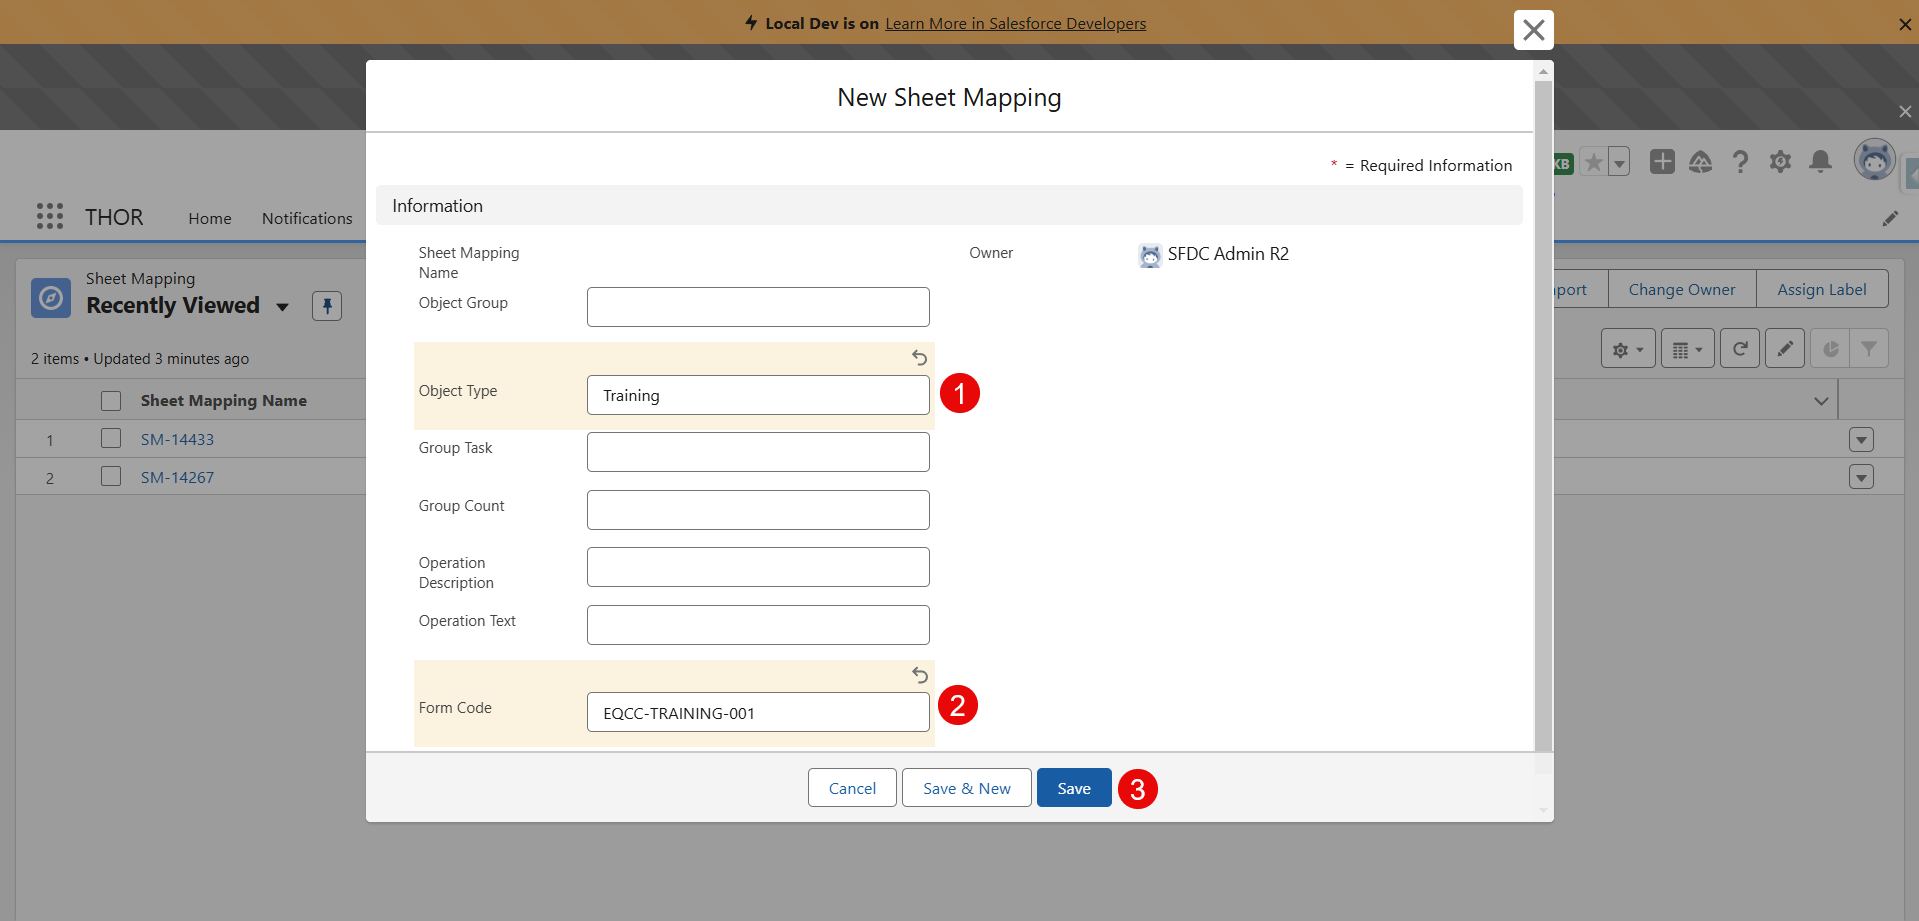 Local Dev is on Learn More in Salesforce Developers
New Sheet Mapping
* = Required Information
KB
THOR Home Notifications
Information
Sheet Mapping
Name
Owner SFDC Admin R2
Sheet Mapping
Recently Viewed
port Change Owner Assign Label
Object Group
2 items • Updated 3 minutes ago
Object Type Training 1
Sheet Mapping Name
Group Task
1 SM-14433
2 SM-14267
Group Count
Operation
Description
Operation Text
Form Code EQCC-TRAINING-001 2
Cancel Save & New Save 3